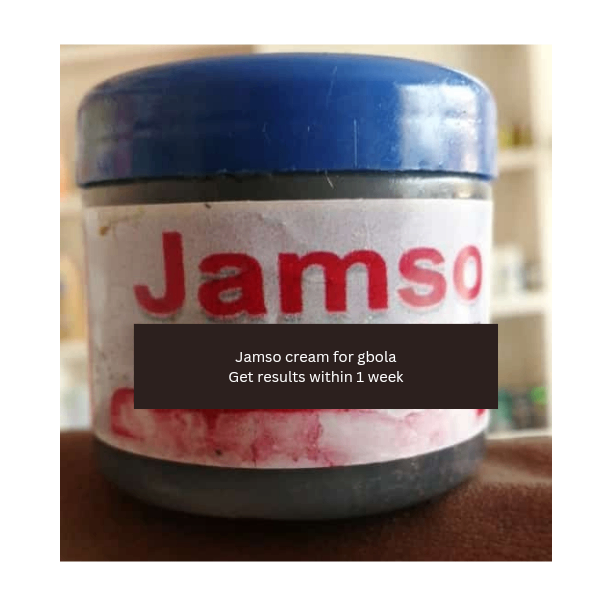 Jamso
Jamso cream for gbola
Get results within 1 week